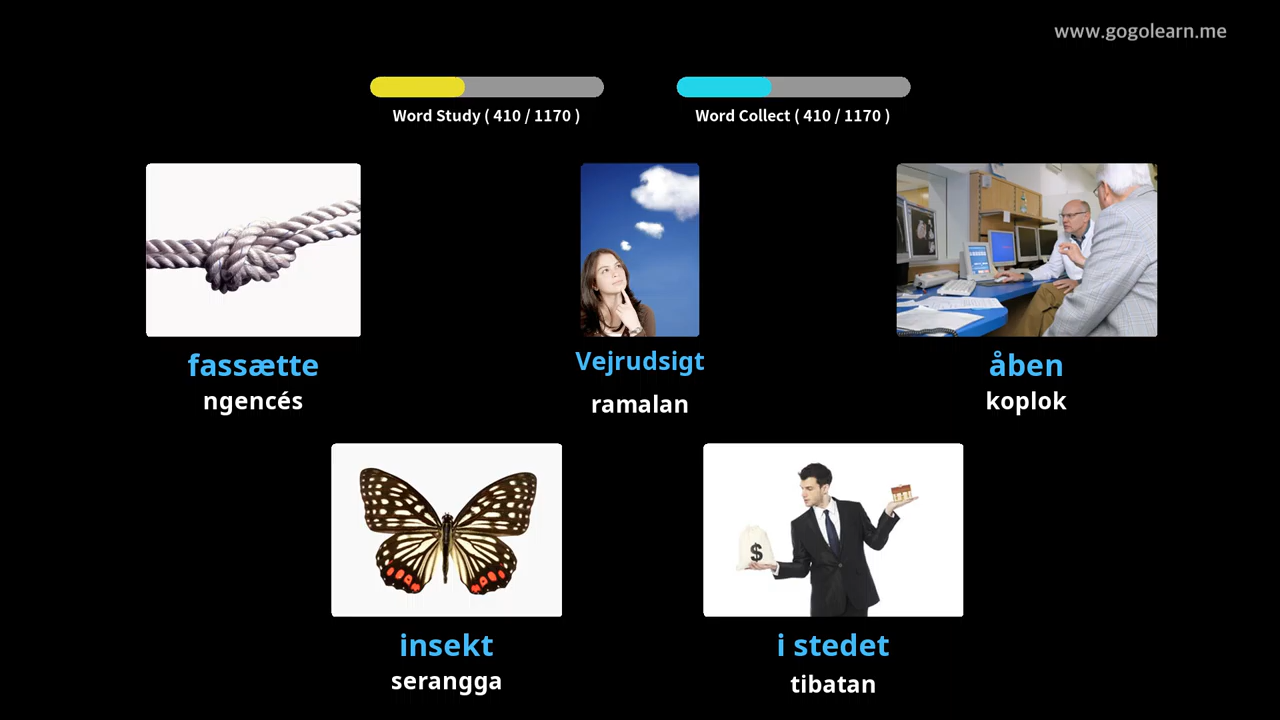 www.gogolearn.me
Word Study ( 410 / 1170 )
Word Collect ( 410 / 1170 )
fassætte
ngencés
Vejrudsigt
ramalan
åben
koplok
$
insekt
serangga
i stedet
tibatan